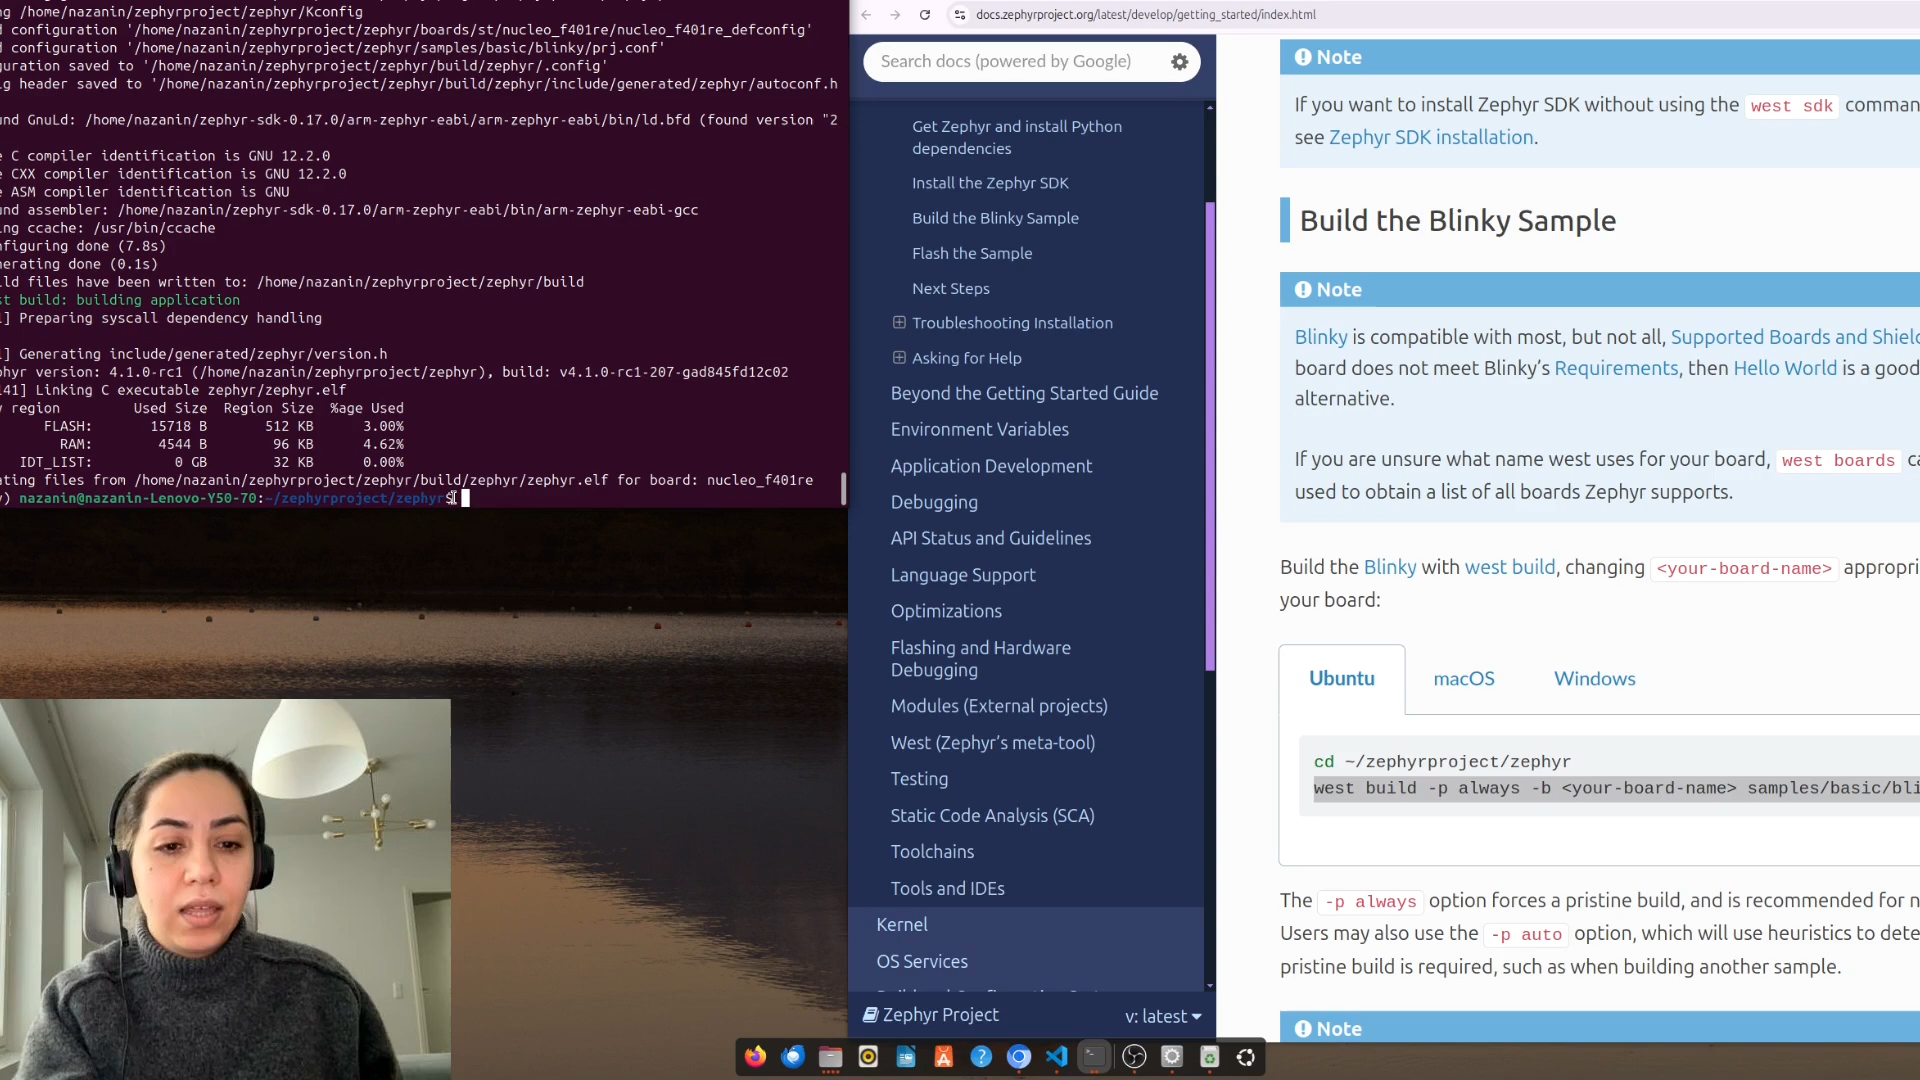 ng /home/nazanin/zephyrproject/zephyr/Kconfig
d configuration '/home/nazanin/zephyrproject/zephyr/boards/st/nucleo_f401re/nucleo_f401re_defconfig'
d configuration '/home/nazanin/zephyrproject/zephyr/samples/basic/blinky/prj.conf'
guration saved to '/home/nazanin/zephyrproject/zephyr/build/zephyr/.config'
ig header saved to '/home/nazanin/zephyrproject/zephyr/build/zephyr/include/generated/zephyr/autoconf.h
und GnuLd: /home/nazanin/zephyr-sdk-0.17.0/arm-zephyr-eabi/arm-zephyr-eabi/bin/ld.bfd (found version "2
e C compiler identification is GNU 12.2.0
e CXX compiler identification is GNU 12.2.0
e ASM compiler identification is GNU
und assembler: /home/nazanin/zephyr-sdk-0.17.0/arm-zephyr-eabi/bin/arm-zephyr-eabi-gcc
ing ccache: /usr/bin/ccache
nfiguring done (7.8s)
nerating done (0.1s)
ild files have been written to: /home/nazanin/zephyrproject/zephyr/build
st build: building application
] Preparing syscall dependency handling
] Generating include/generated/zephyr/version.h
phyr version: 4.1.0-rc1 (/home/nazanin/zephyrproject/zephyr), build: v4.1.0-rc1-207-gad845fd12c02
141] Linking C executable zephyr/zephyr.elf
y region Used Size Region Size %age Used
FLASH: 15718 B 512 KB 3.00%
RAM: 4544 B 96 KB 4.62%
IDT_LIST: 0 GB 32 KB 0.00%
ating files from /home/nazanin/zephyrproject/zephyr/build/zephyr/zephyr.elf for board: nucleo_f401re
) nazanin@nazanin-Lenovo-Y50-70:~/zephyrproject/zephyr$
docs.zephyrproject.org/latest/develop/getting_started/index.html
Search docs (powered by Google)
Get Zephyr and install Python
dependencies
Install the Zephyr SDK
Build the Blinky Sample
Flash the Sample
Next Steps
Troubleshooting Installation
Asking for Help
Beyond the Getting Started Guide
Environment Variables
Application Development
Debugging
API Status and Guidelines
Language Support
Optimizations
Flashing and Hardware
Debugging
Modules (External projects)
West (Zephyr's meta-tool)
Testing
Static Code Analysis (SCA)
Toolchains
Tools and IDEs
Kernel
OS Services
Zephyr Project
v: latest
Note
If you want to install Zephyr SDK without using the west sdk comman
see Zephyr SDK installation.
Build the Blinky Sample
Note
Blinky is compatible with most, but not all, Supported Boards and Shield
board does not meet Blinky's Requirements, then Hello World is a good
alternative.
If you are unsure what name west uses for your board, west boards ca
used to obtain a list of all boards Zephyr supports.
Build the Blinky with west build, changing <your-board-name> appropri
your board:
Ubuntu macOS Windows
cd ~/zephyrproject/zephyr
west build -p always -b <your-board-name> samples/basic/bli
The -p always option forces a pristine build, and is recommended for n
Users may also use the -p auto option, which will use heuristics to dete
pristine build is required, such as when building another sample.
Note